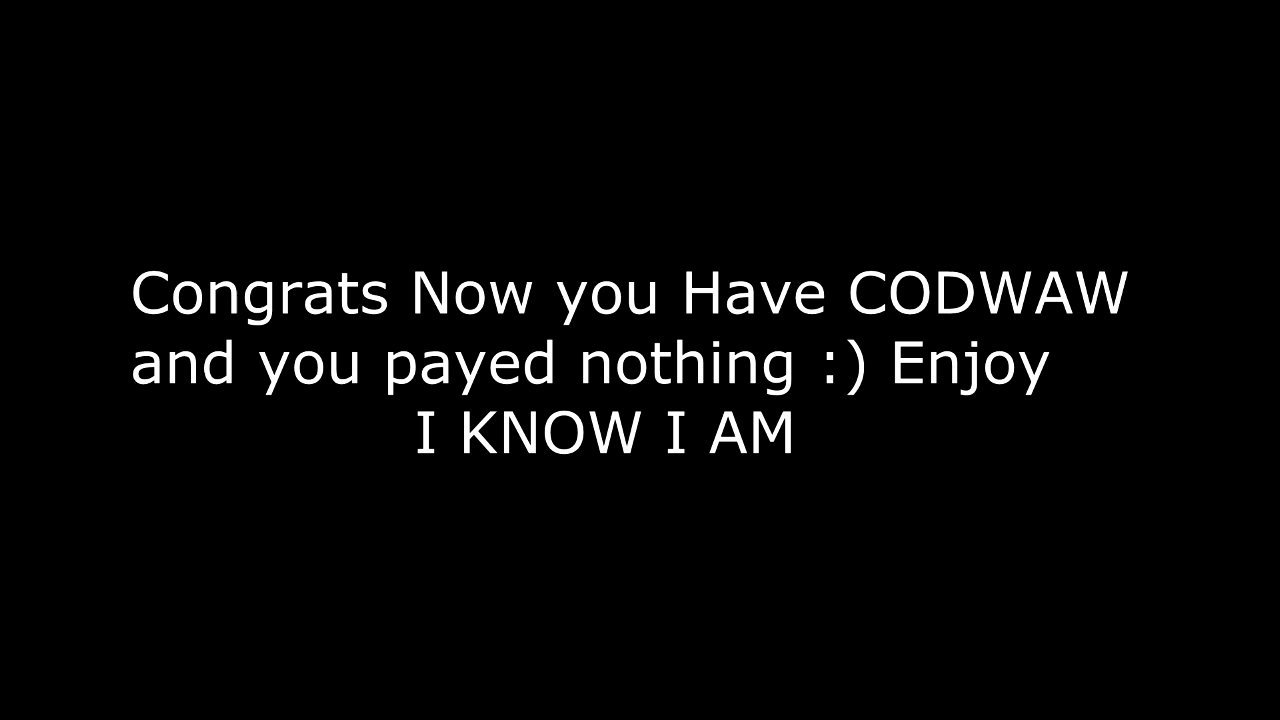 Congrats Now you Have CODWAW
and you payed nothing :) Enjoy
I KNOW I AM